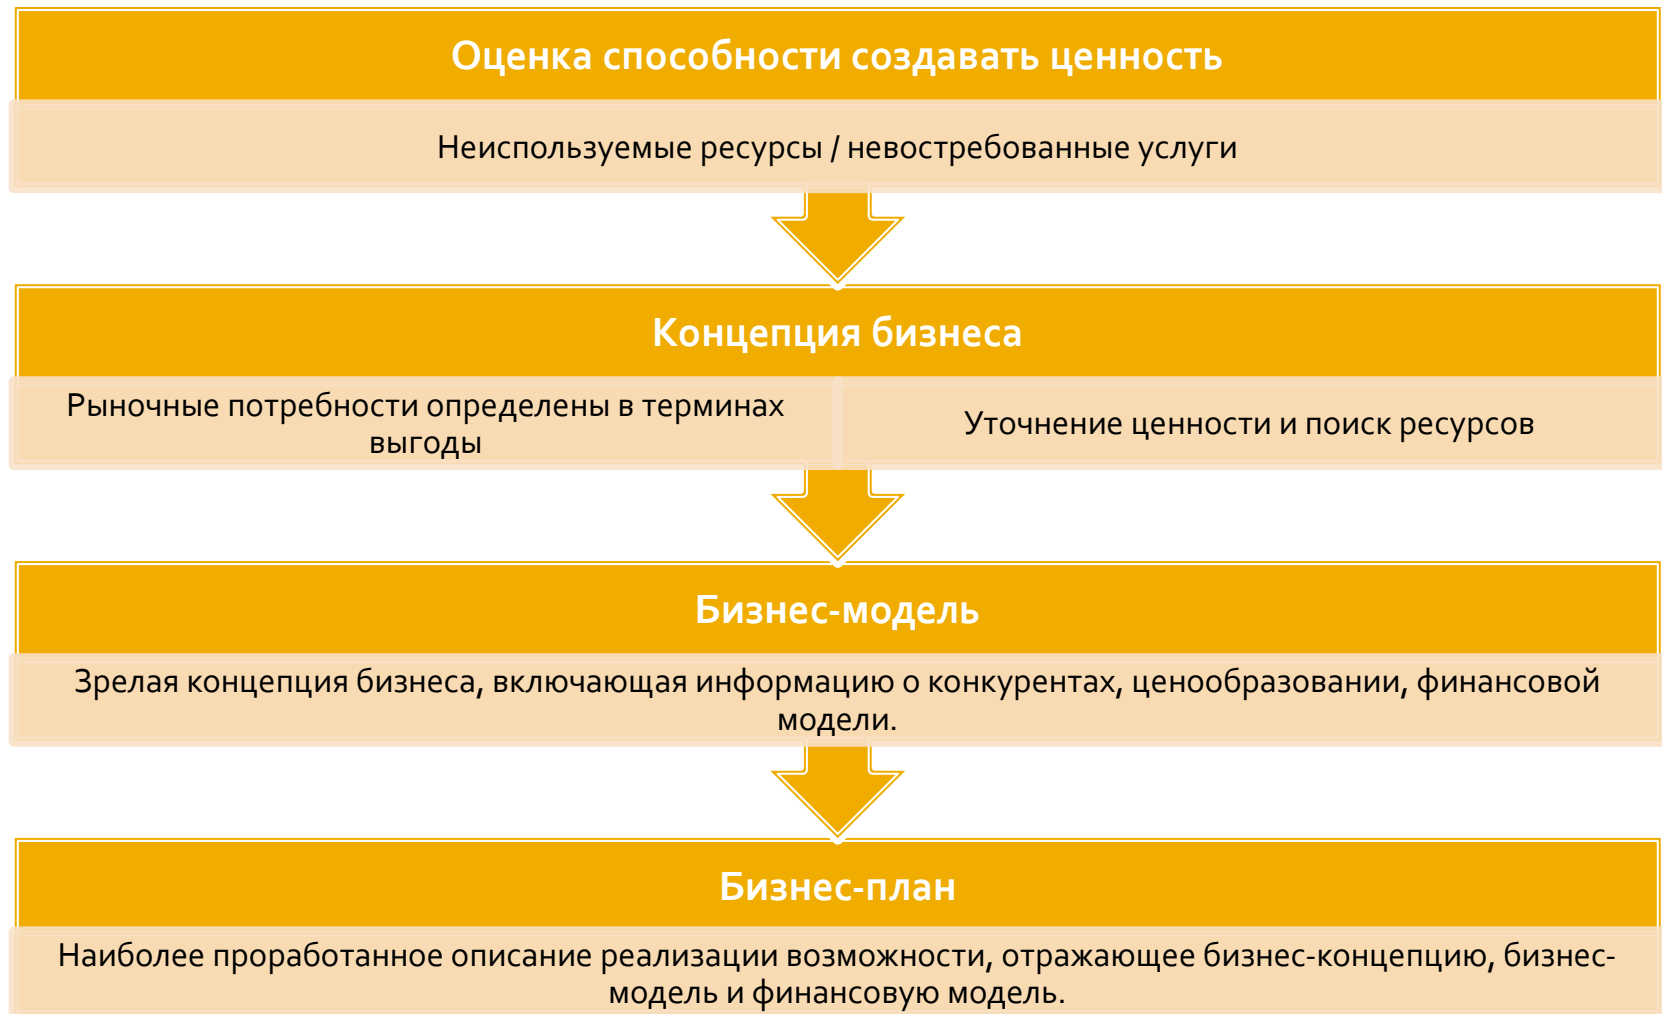 Оценка способности создавать ценность
Неиспользуемые ресурсы / невостребованные услуги
Концепция бизнеса
Рыночные потребности определены в терминах
выгоды
Уточнение ценности и поиск ресурсов
Бизнес-модель
Зрелая концепция бизнеса, включающая информацию о конкурентах, ценообразовании, финансовой
модели.
Бизнес-план
Наиболее проработанное описание реализации возможности, отражающее бизнес-концепцию, бизнес-
модель и финансовую модель.